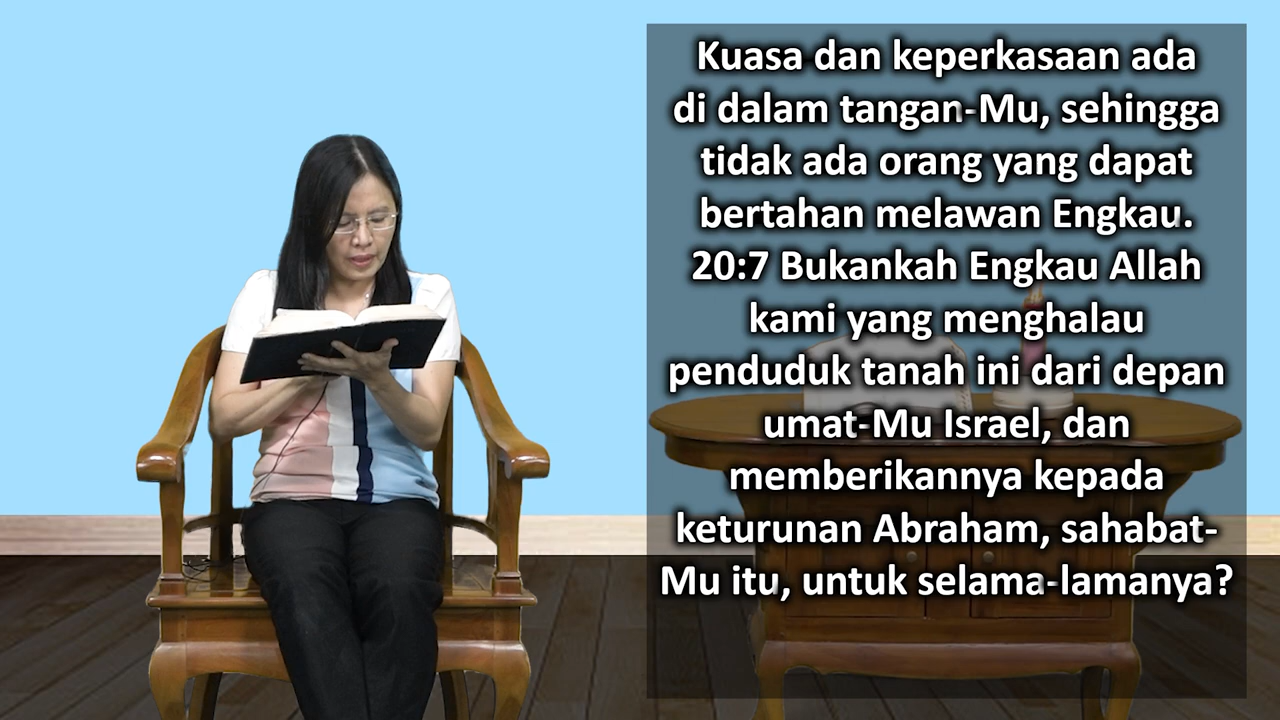 Kuasa dan keperkasaan ada
di dalam tangan-Mu, sehingga
tidak ada orang yang dapat
bertahan melawan Engkau.
20:7 Bukankah Engkau Allah
kami yang menghalau
penduduk tanah ini dari depan
umat-Mu Israel, dan
memberikannya kepada
keturunan Abraham, sahabat-
Mu itu, untuk selama-lamanya?